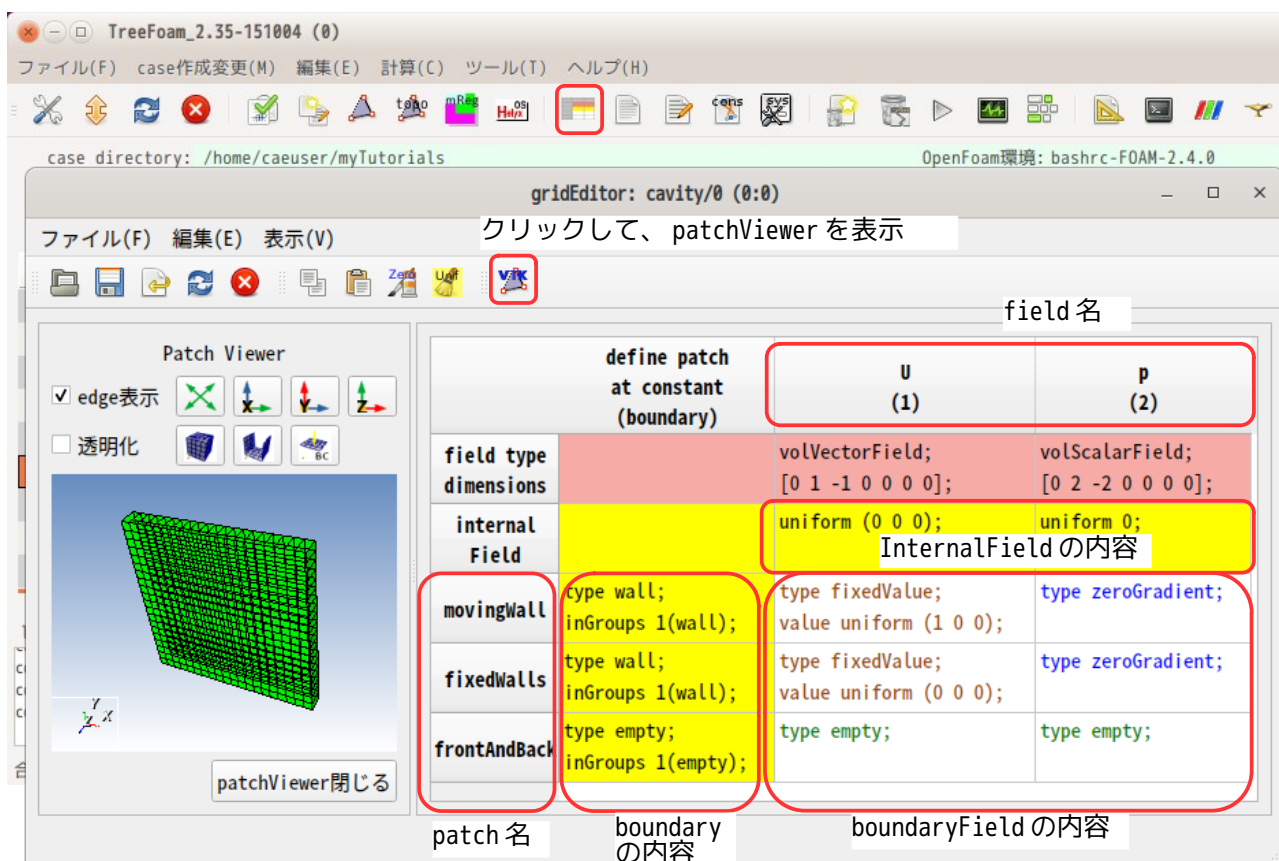 TreeFoam_2.35-151004 (0)
ファイル(F) case作成変更(M) 編集(E) 計算(C) ツール(T) ヘルプ(H)
topo mReg Helyx OS cons sys
case directory: /home/caeuser/myTutorials OpenFoam環境: bashrc-FOAM-2.4.0
gridEditor: cavity/0 (0:0)
クリックして、 patchViewer を表示
ファイル(F) 編集(E) 表示(V)
Zero VTK
field 名
Patch Viewer
edge表示 X Y Z
透明化 BC
Y
Z X
patchViewer閉じる
define patch
at constant
(boundary)
U
(1)
p
(2)
field type
dimensions
volVectorField;
[0 1 -1 0 0 0 0];
volScalarField;
[0 2 -2 0 0 0 0];
internal
Field
uniform (0 0 0);
uniform 0;
InternalField の内容
movingWall
type wall;
inGroups 1(wall);
type fixedValue;
value uniform (1 0 0);
type zeroGradient;
fixedWalls
type wall;
inGroups 1(wall);
type fixedValue;
value uniform (0 0 0);
type zeroGradient;
frontAndBack
type empty;
inGroups 1(empty);
type empty;
type empty;
patch 名
boundary
の内容
boundaryField の内容